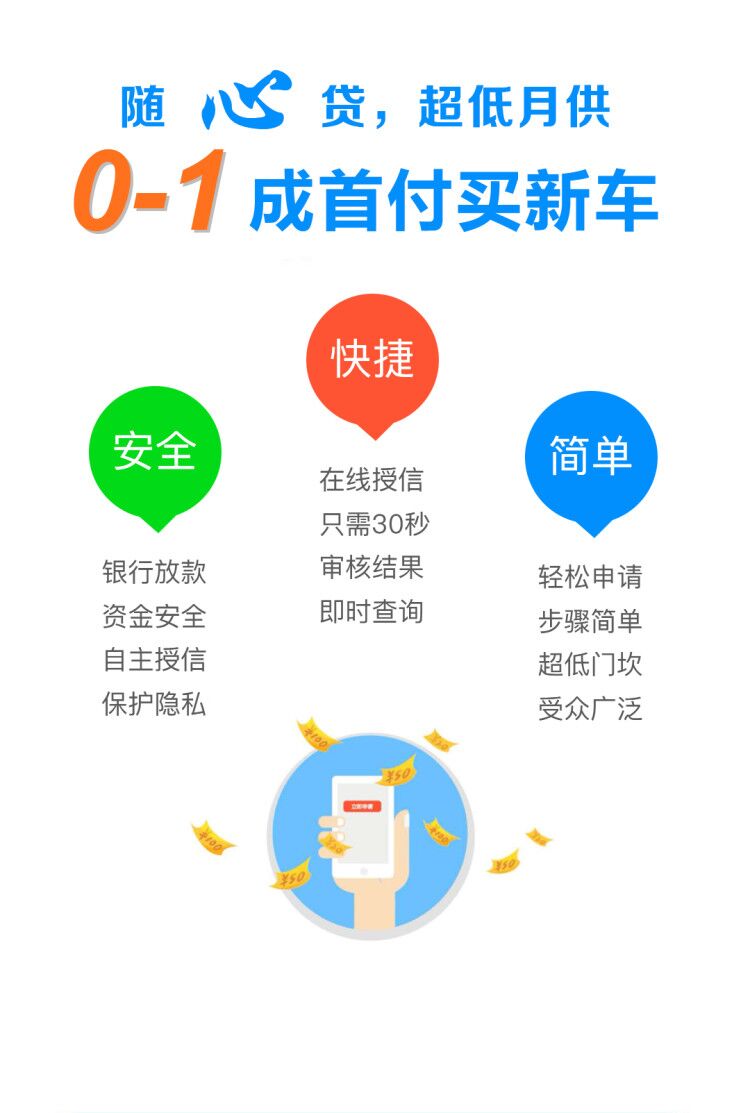 随心贷，超低月供
0-1成首付买新车
快捷
在线授信
只需30秒
审核结果
即时查询
安全
银行放款
资金安全
自主授信
保护隐私
简单
轻松申请
步骤简单
超低门坎
受众广泛
¥100
¥50
¥50
立即申请
¥100
¥100
¥50
¥50
¥50